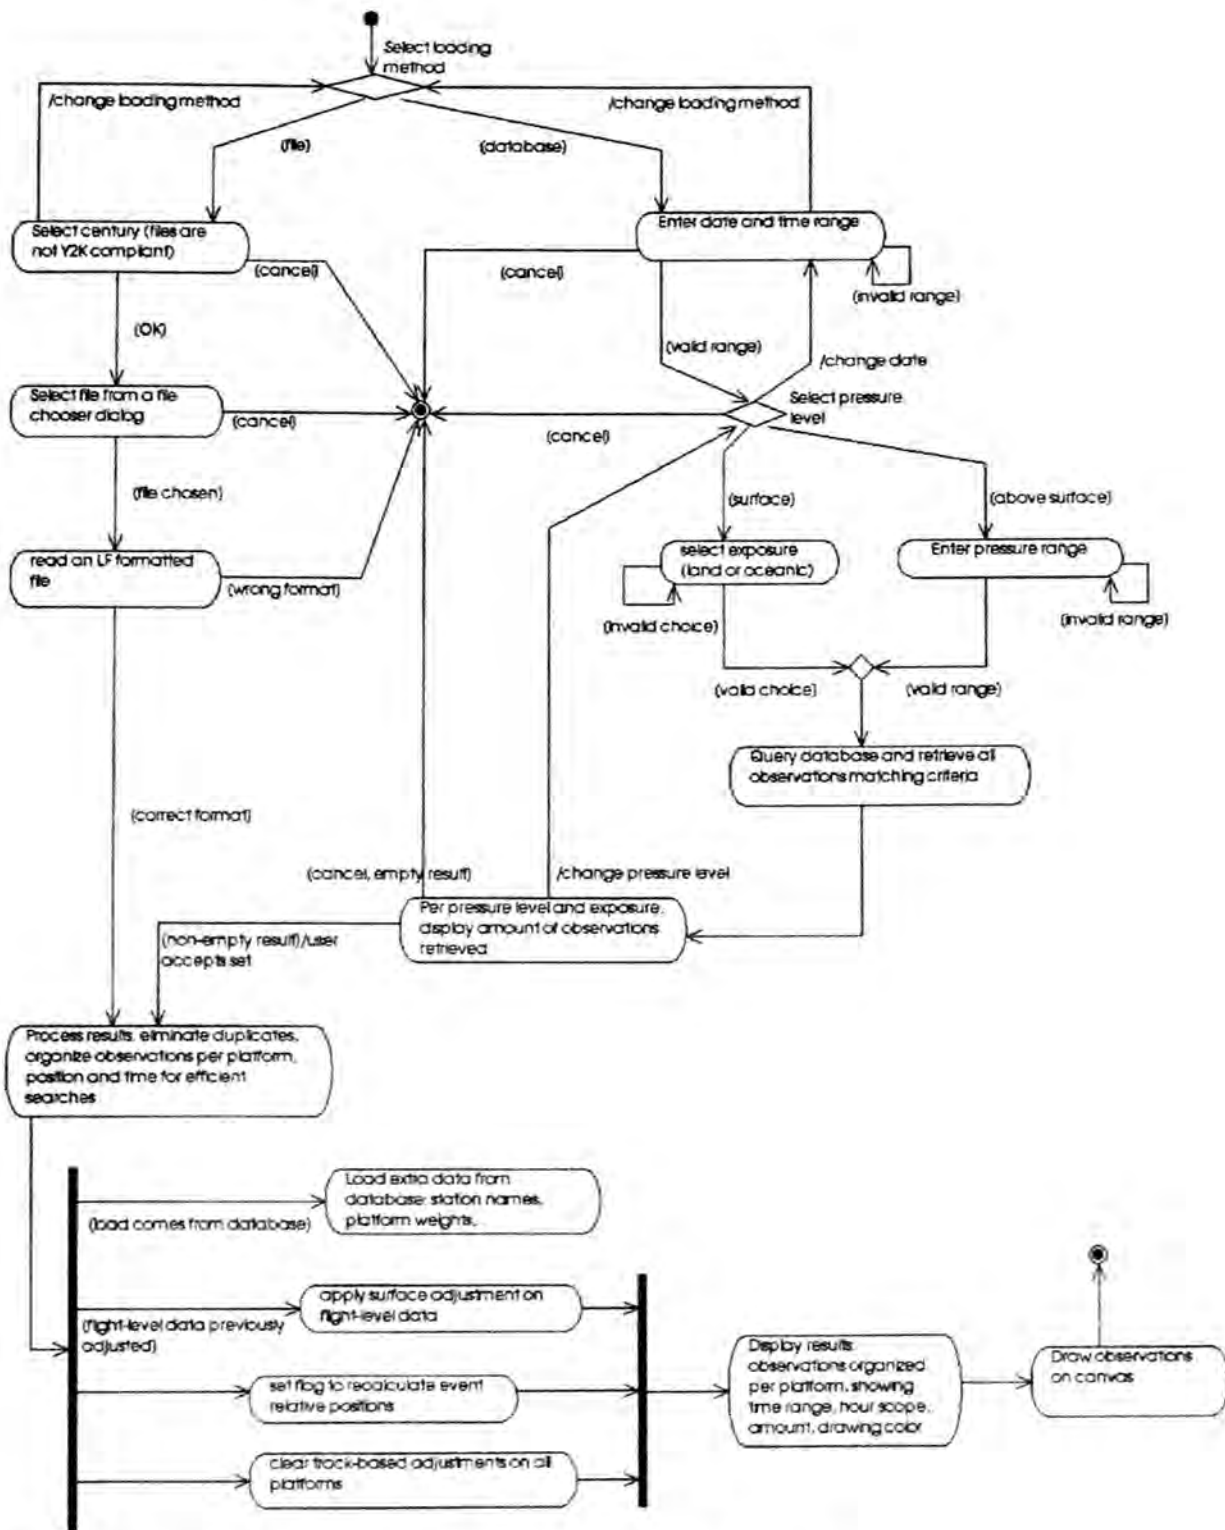 Select loading
method
/change loading method
/change loading method
(file)
(database)
Select century (files are
not Y2K compliant)
Enter date and time range
(cancel)
(cancel)
(invalid range)
(OK)
(valid range)
/change date
Select file from a file
chooser dialog
(cancel)
(cancel)
Select pressure
level
(file chosen)
(surface)
(above surface)
read an LF formatted
file
select exposure
(land or oceanic)
Enter pressure range
(wrong format)
(invalid choice)
(invalid range)
(valid choice)
(valid range)
Query database and retrieve all
observations matching criteria
(correct format)
(cancel, empty result)
/change pressure level
Per pressure level and exposure,
display amount of observations
retrieved
(non-empty result)/user
accepts set
Process results, eliminate duplicates,
organize observations per platform,
position and time for efficient
searches
Load extra data from
database: station names,
platform weights,
(load comes from database)
apply surface adjustment on
flight-level data
(flight-level data previously
adjusted)
set flag to recalculate event
relative positions
clear track-based adjustments on all
platforms
Display results:
observations organized
per platform, showing
time range, hour scope,
amount, drawing color
Draw observations
on canvas